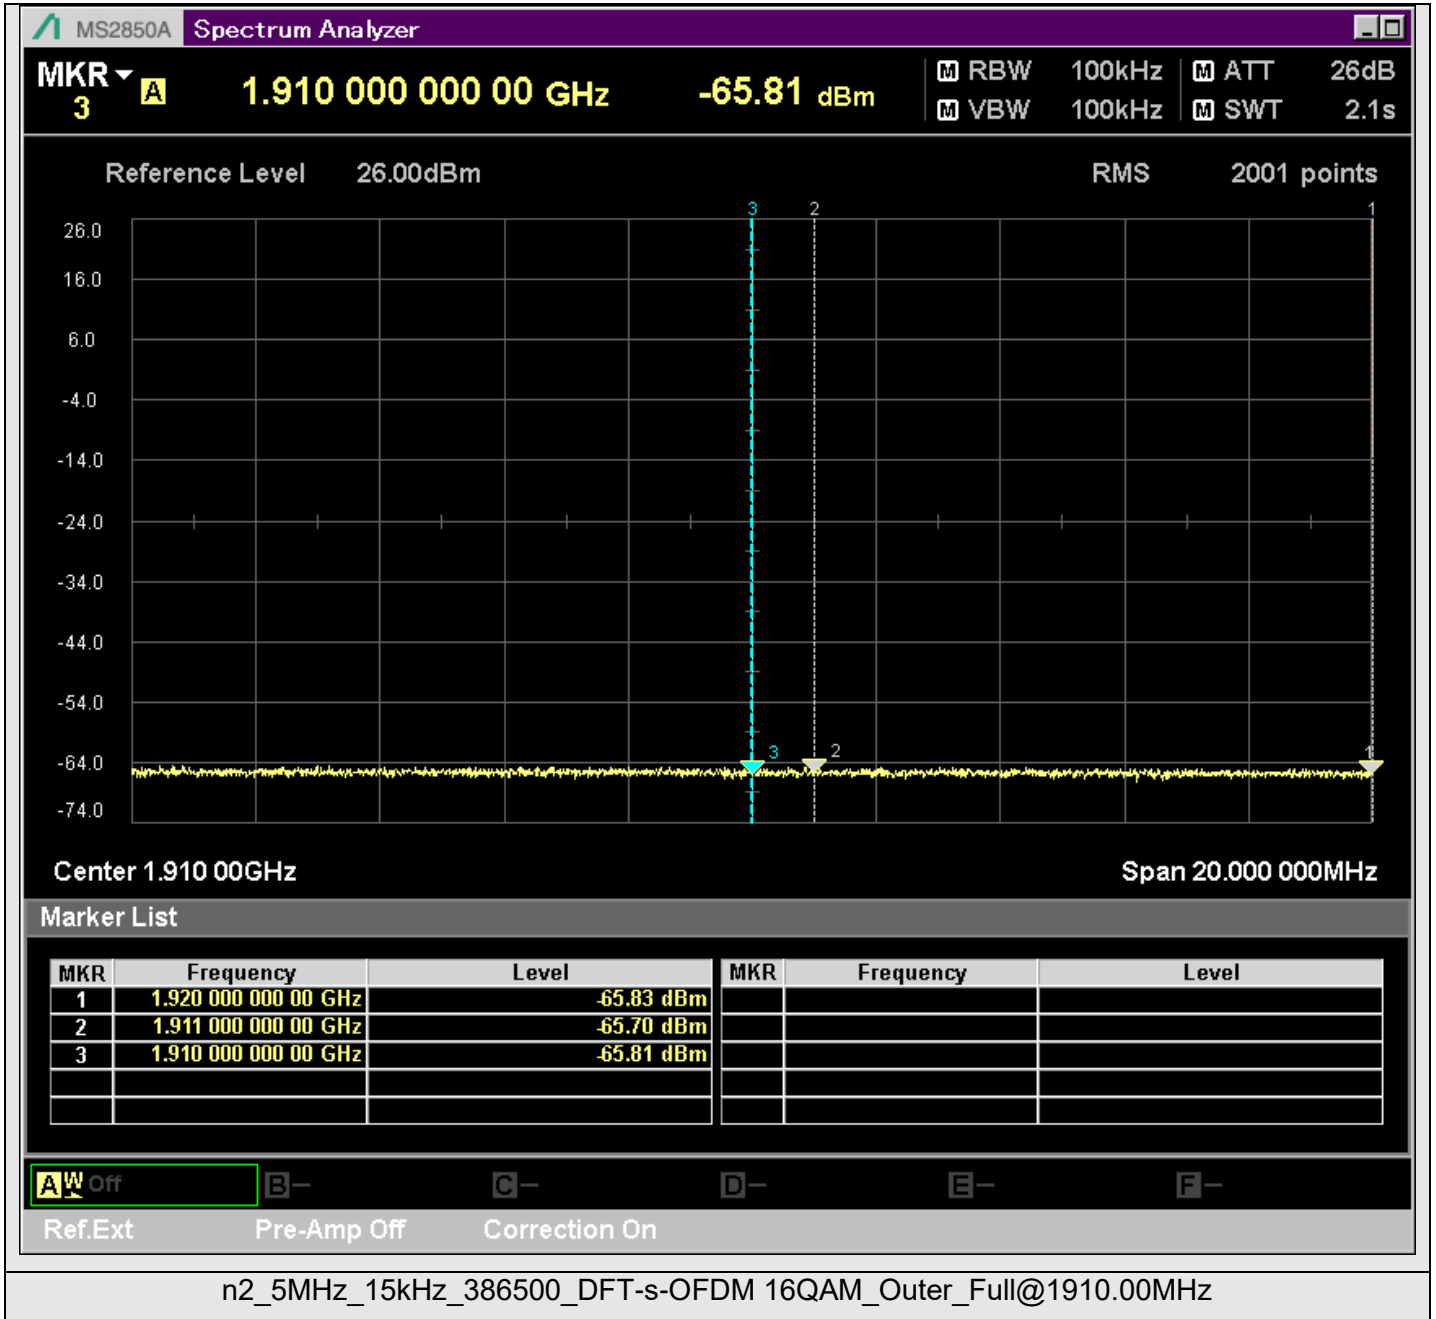 MS2850A Spectrum Analyzer
MKR A 1.910 000 000 00 GHz -65.81 dBm M RBW 100kHz M ATT 26dB
3 M VBW 100kHz M SWT 2.1s
Reference Level 26.00dBm RMS 2001 points
3 2 1
26.0
16.0
6.0
-4.0
-14.0
-24.0
-34.0
-44.0
-54.0
3 2 1
-64.0
-74.0
Center 1.910 00GHz Span 20.000 000MHz
Marker List
MKR Frequency Level MKR Frequency Level
1 1.920 000 000 00 GHz -65.83 dBm
2 1.911 000 000 00 GHz -65.70 dBm
3 1.910 000 000 00 GHz -65.81 dBm
A W Off B C D E F
Ref.Ext Pre-Amp Off Correction On
n2_5MHz_15kHz_386500_DFT-s-OFDM 16QAM_Outer_Full@1910.00MHz